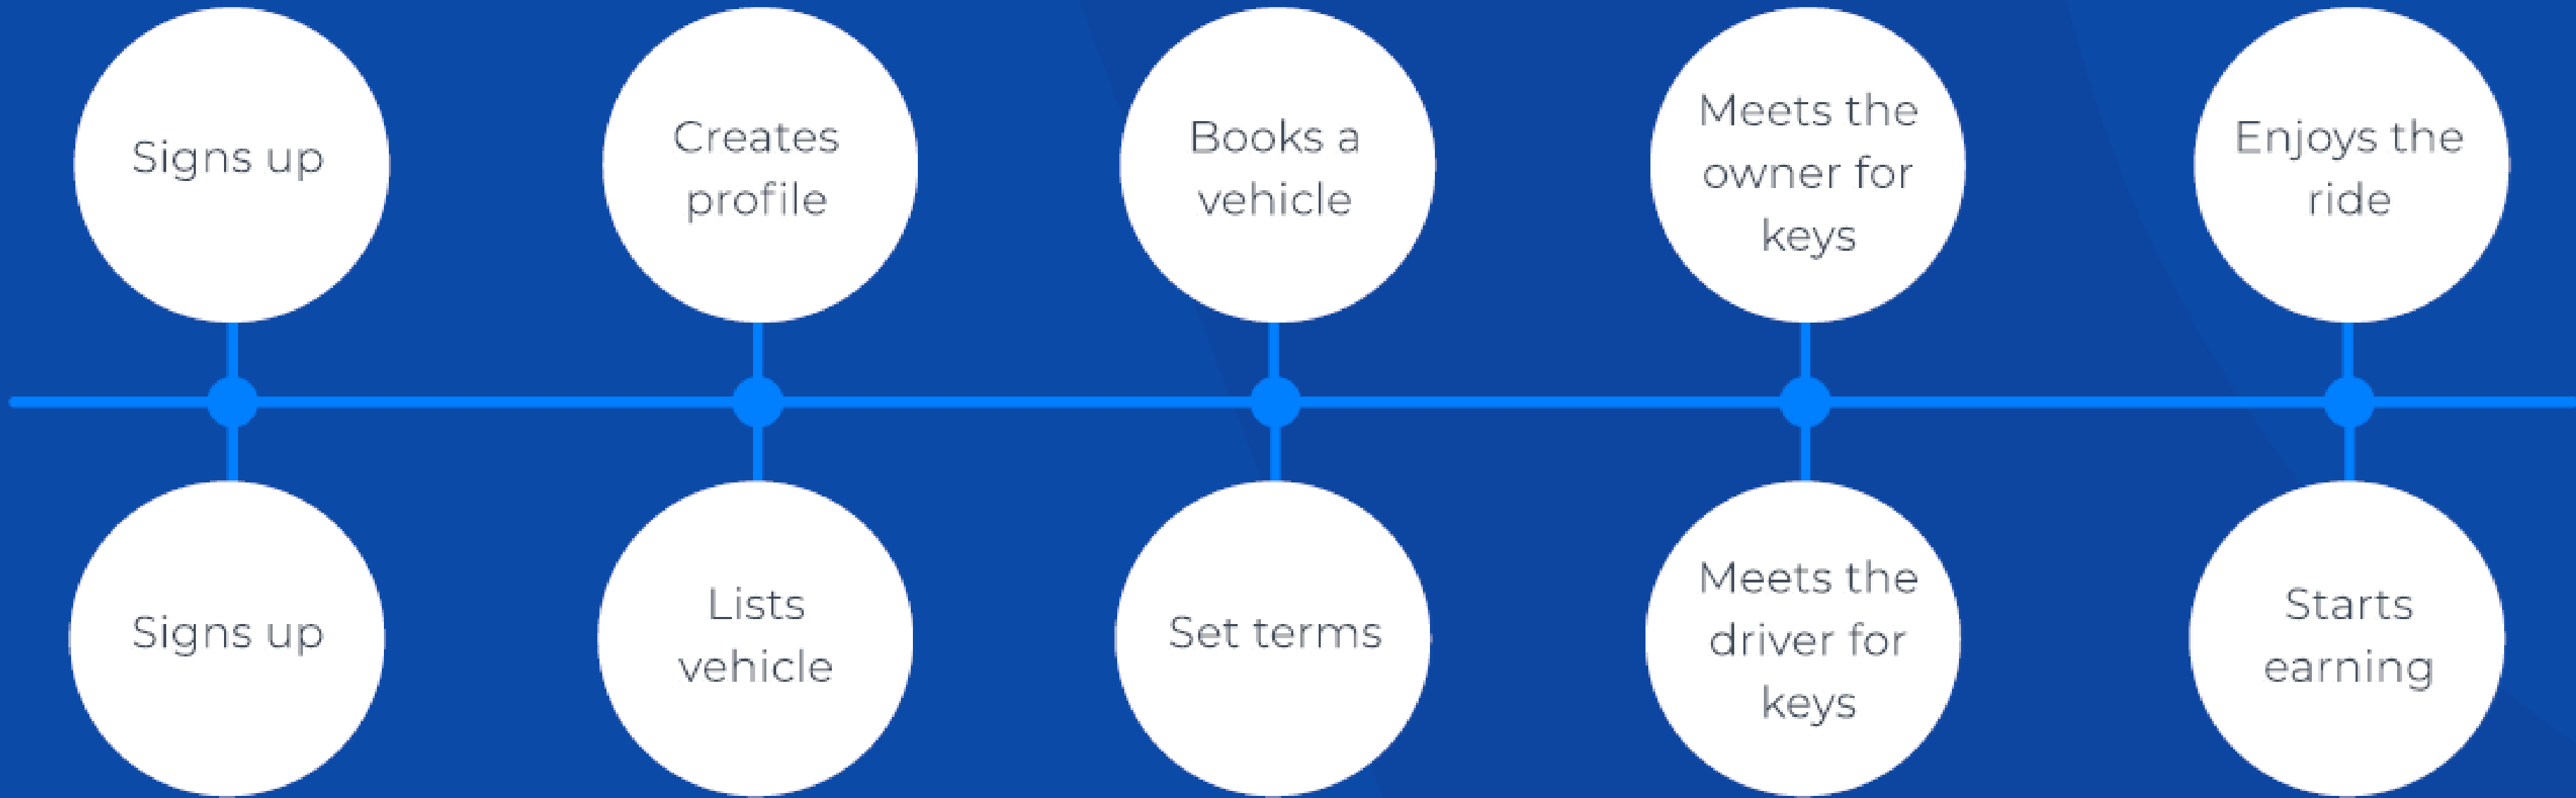 Signs up
Creates
profile
Books a
vehicle
Meets the
owner for
keys
Enjoys the
ride
Signs up
Lists
vehicle
Set terms
Meets the
driver for
keys
Starts
earning